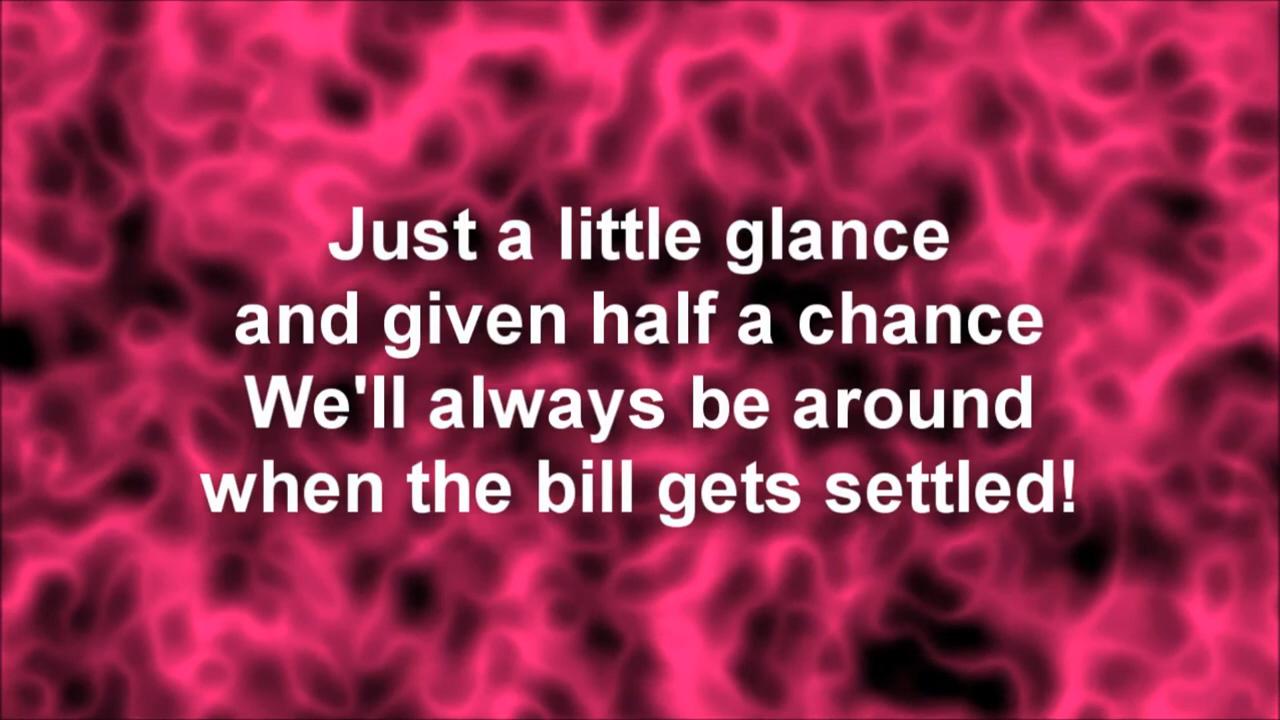 Just a little glance
and given half a chance
We'll always be around
when the bill gets settled!